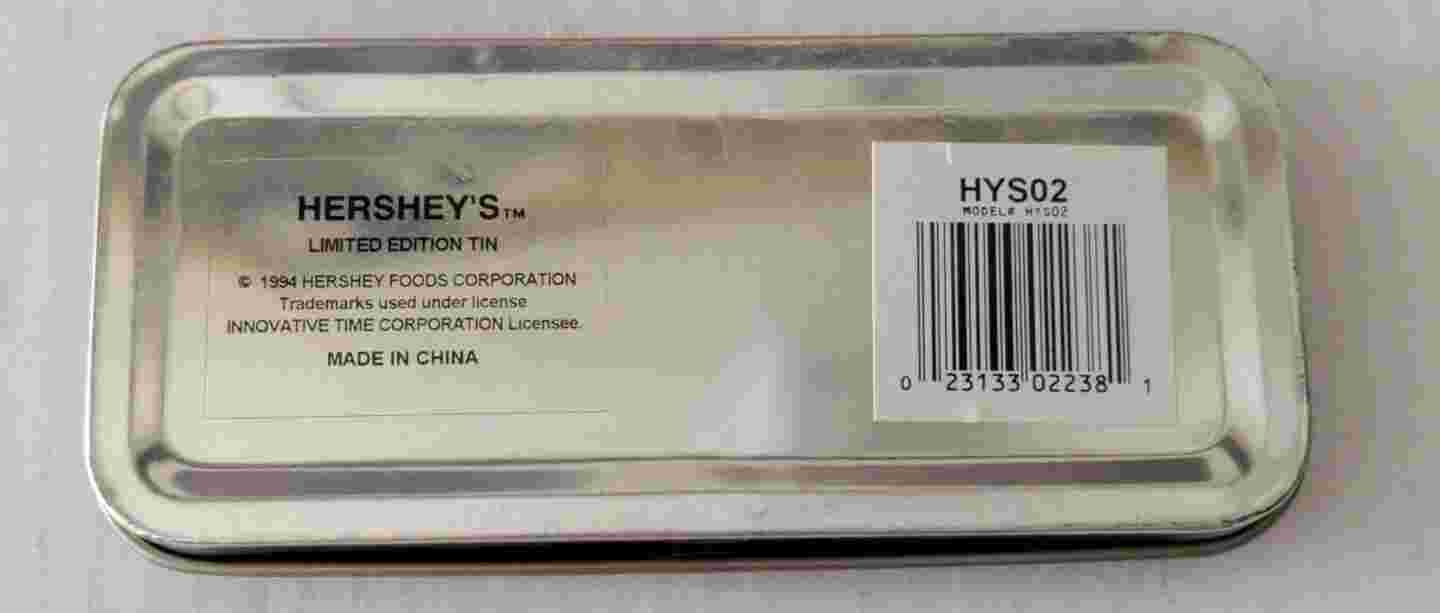 HERSHEY'S™
LIMITED EDITION TIN
© 1994 HERSHEY FOODS CORPORATION
Trademarks used under license
INNOVATIVE TIME CORPORATION Licensee.
MADE IN CHINA
HYS02
MODEL# HYS02
0 23133 02238 1